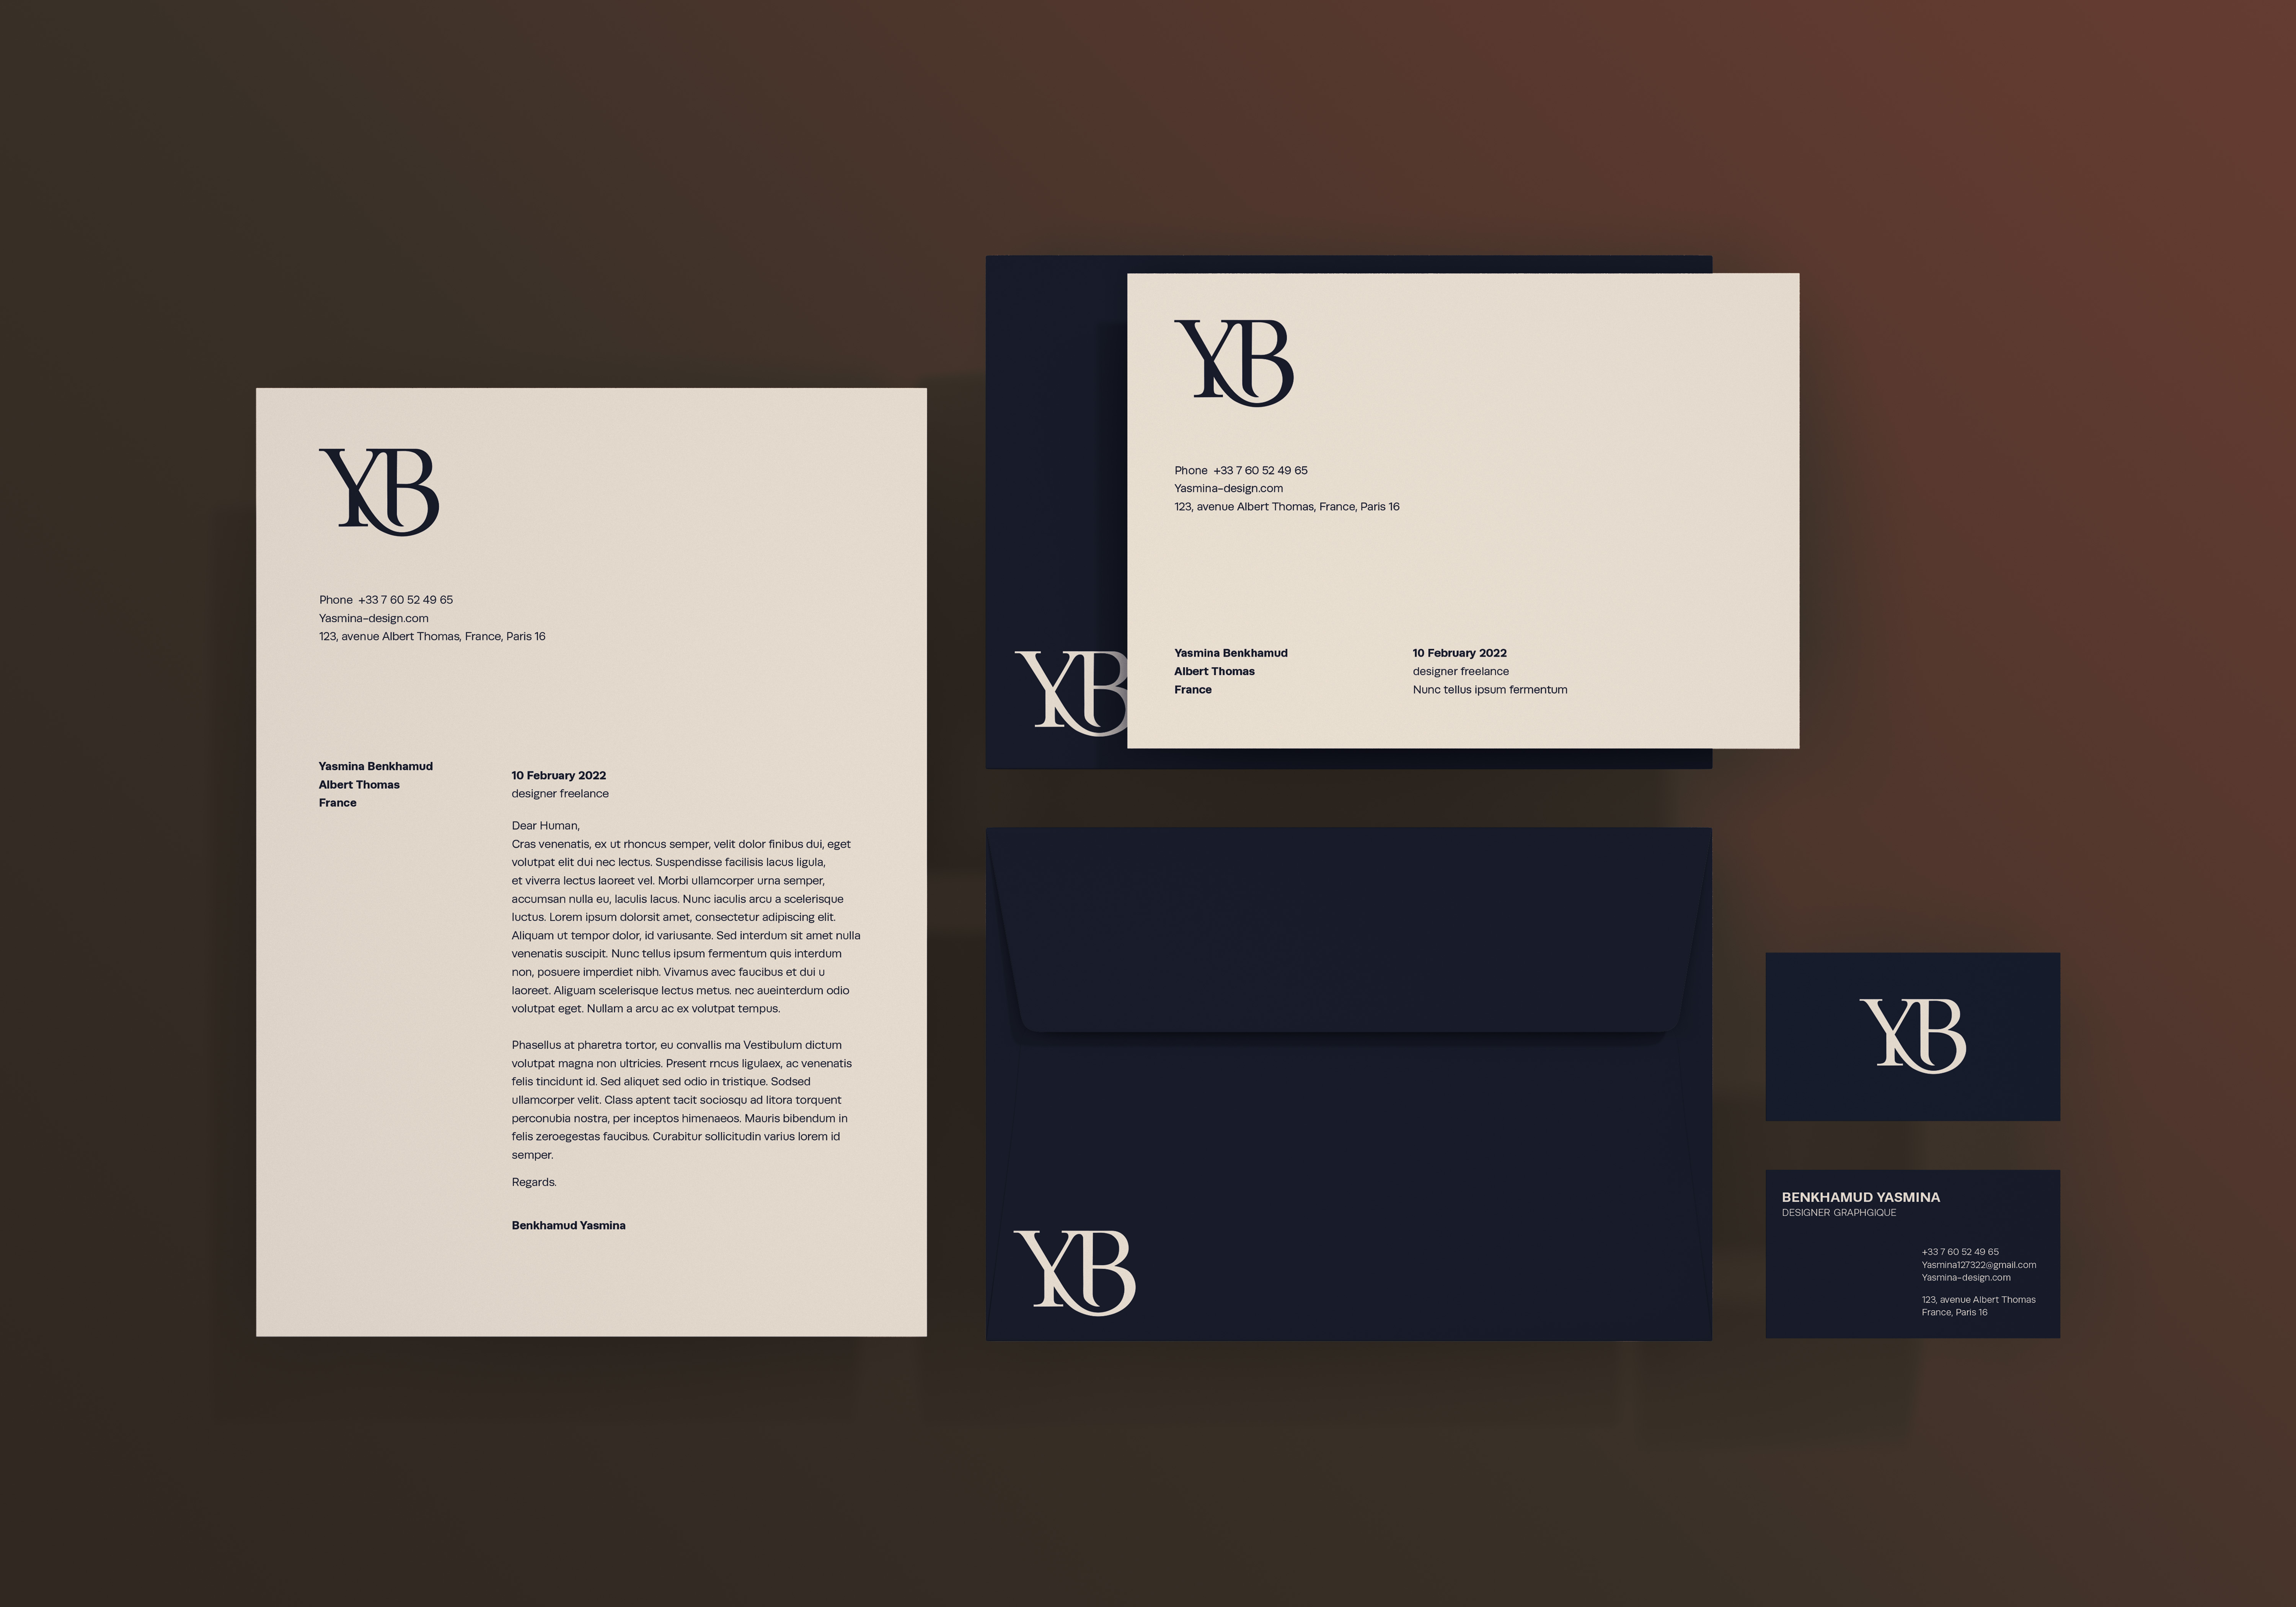 YB
Phone +33 7 60 52 49 65
Yasmina-design.com
123, avenue Albert Thomas, France, Paris 16
Yasmina Benkhamud
Albert Thomas
France
10 February 2022
designer freelance
Dear Human,
Cras venenatis, ex ut rhoncus semper, velit dolor finibus dui, eget
volutpat elit dui nec lectus. Suspendisse facilisis lacus ligula,
et viverra lectus laoreet vel. Morbi ullamcorper urna semper,
accumsan nulla eu, laculis lacus. Nunc iaculis arcu a scelerisque
luctus. Lorem ipsum dolorsit amet, consectetur adipiscing elit.
Aliquam ut tempor dolor, id variusante. Sed interdum sit amet nulla
venenatis suscipit. Nunc tellus ipsum fermentum quis interdum
non, posuere imperdiet nibh. Vivamus avec faucibus et dui u
laoreet. Aliguam scelerisque lectus metus. nec aueinterdum odio
volutpat eget. Nullam a arcu ac ex volutpat tempus.
Phasellus at pharetra tortor, eu convallis ma Vestibulum dictum
volutpat magna non ultricies. Present rncus ligulaex, ac venenatis
felis tincidunt id. Sed aliquet sed odio in tristique. Sodsed
ullamcorper velit. Class aptent tacit sociosqu ad litora torquent
perconubia nostra, per inceptos himenaeos. Mauris bibendum in
felis zeroegestas faucibus. Curabitur sollicitudin varius lorem id
semper.
Regards.
Benkhamud Yasmina
YB
Phone +33 7 60 52 49 65
Yasmina-design.com
123, avenue Albert Thomas, France, Paris 16
Yasmina Benkhamud
Albert Thomas
France
10 February 2022
designer freelance
Nunc tellus ipsum fermentum
YB
YB
YB
BENKHAMUD YASMINA
DESIGNER GRAPHGIQUE
+33 7 60 52 49 65
Yasmina127322@gmail.com
Yasmina-design.com
123, avenue Albert Thomas
France, Paris 16